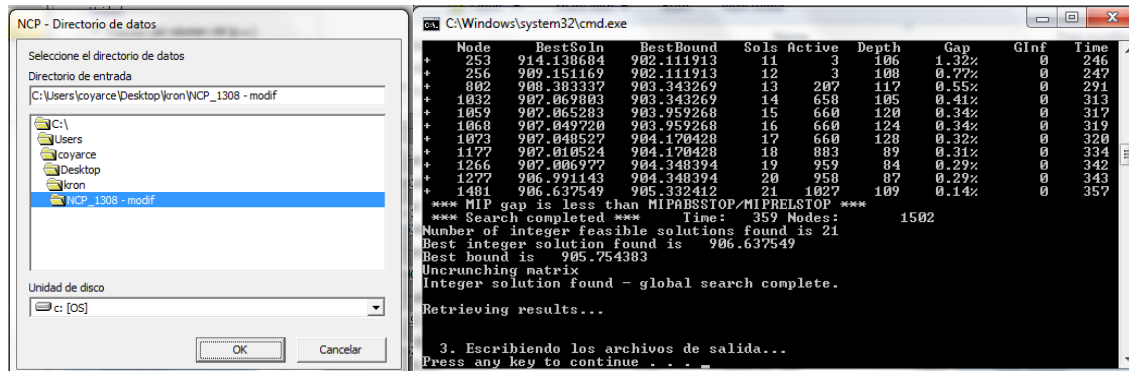 NCP - Directorio de datos
Seleccione el directorio de datos
Directorio de entrada
C:\Users\coyarce\Desktop\kron\NCP_1308 - modif
C:\
Users
coyarce
Desktop
kron
NCP_1308 - modif
Unidad de disco
c: [OS]
OK Cancelar
C:\Windows\system32\cmd.exe
Node BestSoln BestBound Sols Active Depth Gap GInf Time
+ 253 914.138684 902.111913 11 3 106 1.32% 0 246
+ 256 909.151169 902.111913 12 3 108 0.77% 0 247
+ 802 908.383337 903.343269 13 207 117 0.55% 0 291
+ 1032 907.069803 903.343269 14 658 105 0.41% 0 313
+ 1059 907.065283 903.959268 15 660 120 0.34% 0 317
+ 1068 907.049720 903.959268 16 660 124 0.34% 0 319
+ 1073 907.048527 904.170428 17 660 128 0.32% 0 320
+ 1177 907.010524 904.170428 18 883 89 0.31% 0 334
+ 1266 907.006977 904.348394 19 959 84 0.29% 0 342
+ 1277 906.991143 904.348394 20 958 87 0.29% 0 343
+ 1481 906.637549 905.332412 21 1027 109 0.14% 0 357
*** MIP gap is less than MIPABSSTOP/MIPRELSTOP ***
*** Search completed *** Time: 359 Nodes: 1502
Number of integer feasible solutions found is 21
Best integer solution found is 906.637549
Best bound is 905.754383
Uncrunching matrix
Integer solution found - global search complete.
Retrieving results...
3. Escribiendo los archivos de salida...
Press any key to continue . . . _